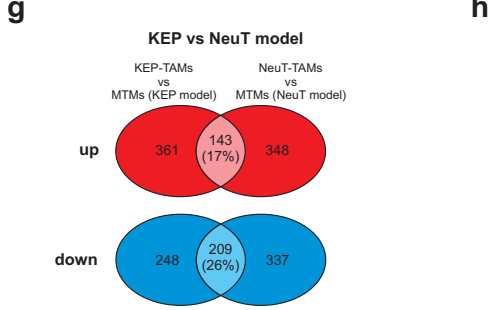 g
h
KEP vs NeuT model
KEP-TAMs
vs
MTMs (KEP model)
NeuT-TAMs
vs
MTMs (NeuT model)
up
361
143
(17%)
348
down
248
209
(26%)
337